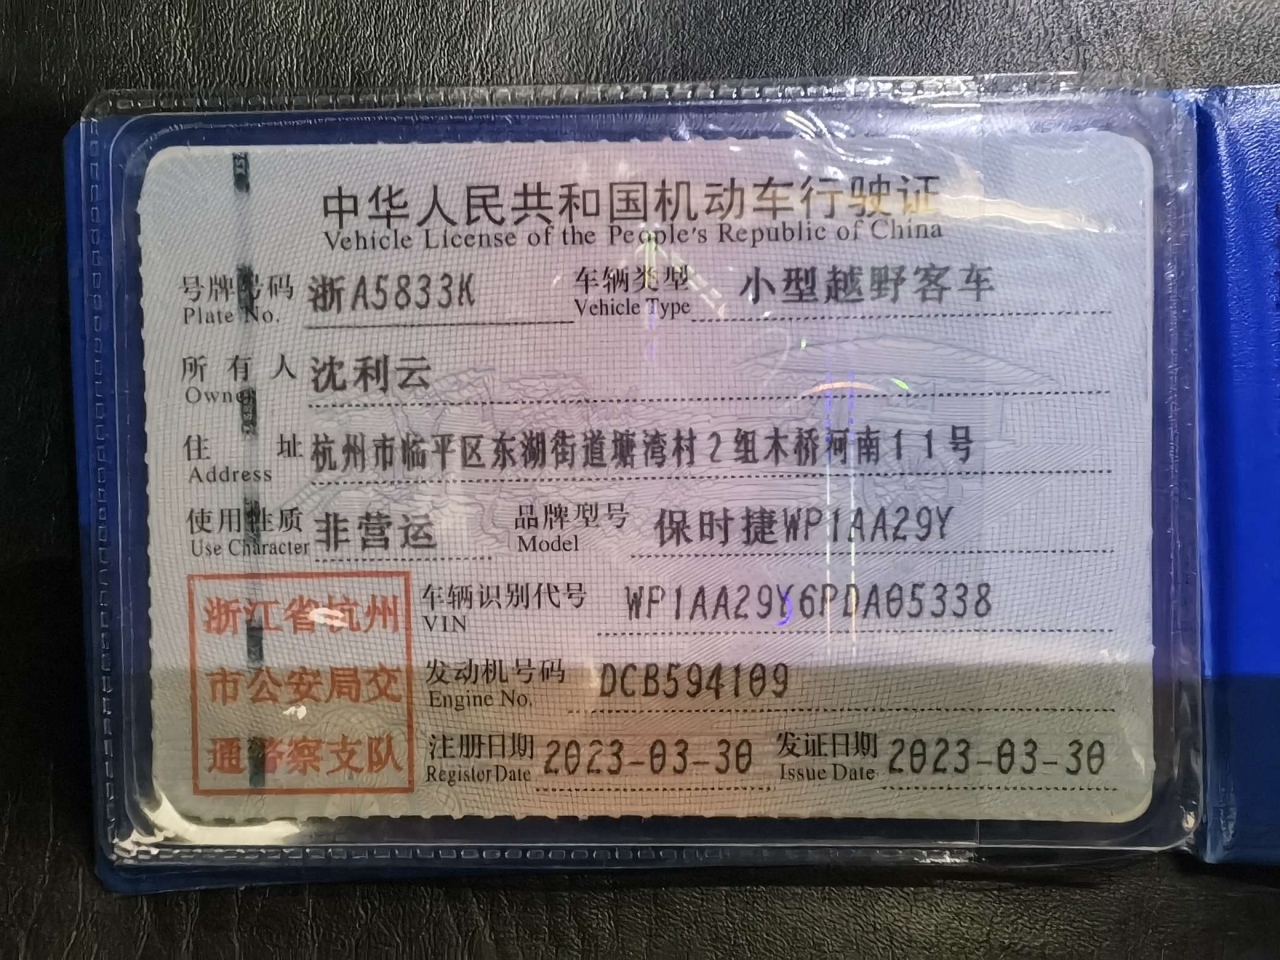 中华人民共和国机动车行驶证
Vehicle License of the People's Republic of China
号牌号码 浙A5833K 车辆类型 小型越野客车
Plate No. Vehicle Type
所有人 沈利云
Owner
住址 杭州市临平区东湖街道塘湾村2组木桥河南11号
Address
使用性质 非营运 品牌型号 保时捷WP1AA29Y
Use Character Model
车辆识别代号 WP1AA29Y6PDA05338
VIN
发动机号码 DCB594109
Engine No.
注册日期 2023-03-30 发证日期 2023-03-30
Register Date Issue Date
浙江省杭州
市公安局交
通警察支队